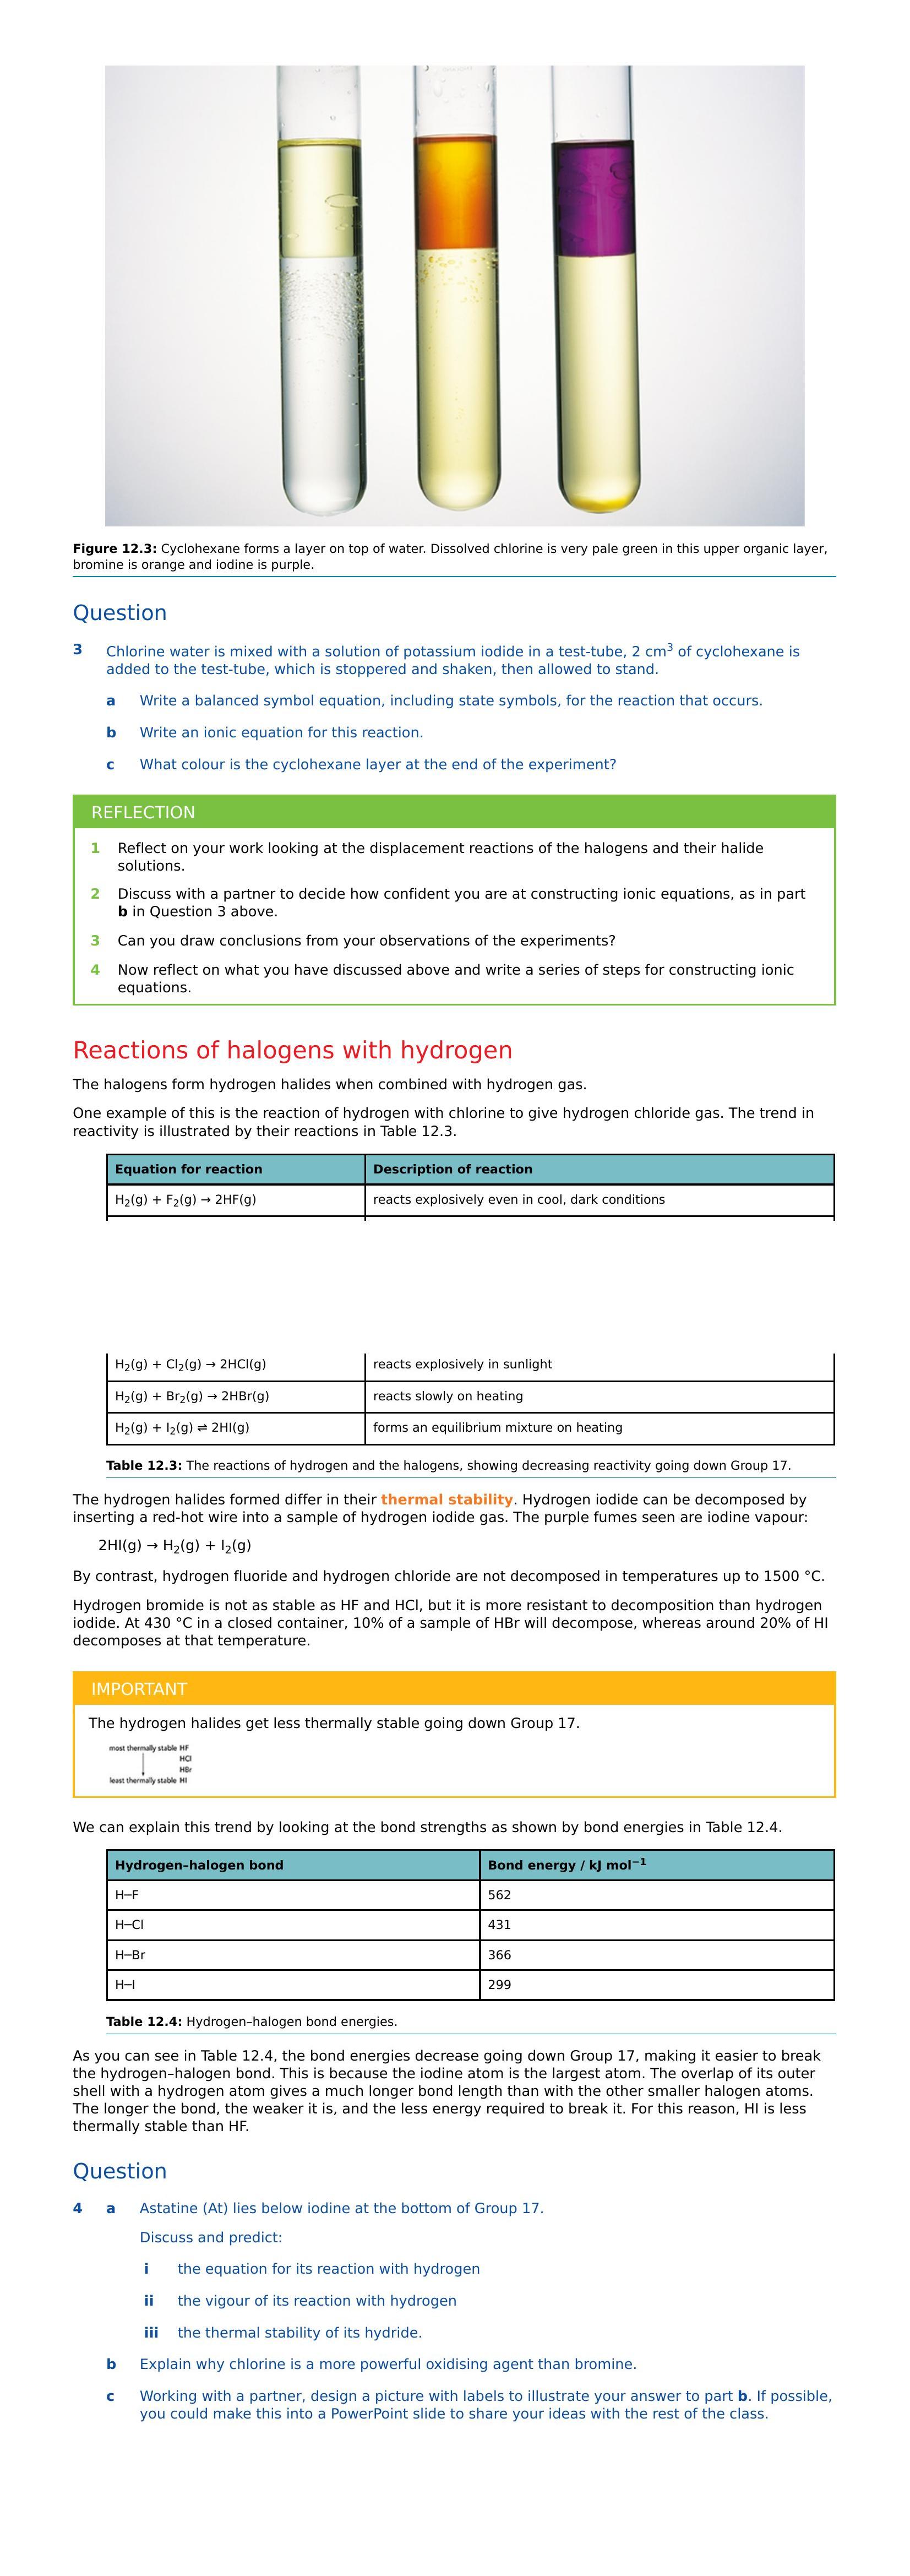 Figure 12.3: Cyclohexane forms a layer on top of water. Dissolved chlorine is very pale green in this upper organic layer,
bromine is orange and iodine is purple.
Question
3 Chlorine water is mixed with a solution of potassium iodide in a test-tube, 2 cm³ of cyclohexane is
added to the test-tube, which is stoppered and shaken, then allowed to stand.
a Write a balanced symbol equation, including state symbols, for the reaction that occurs.
b Write an ionic equation for this reaction.
c What colour is the cyclohexane layer at the end of the experiment?
REFLECTION
1 Reflect on your work looking at the displacement reactions of the halogens and their halide
solutions.
2 Discuss with a partner to decide how confident you are at constructing ionic equations, as in part
b in Question 3 above.
3 Can you draw conclusions from your observations of the experiments?
4 Now reflect on what you have discussed above and write a series of steps for constructing ionic
equations.
Reactions of halogens with hydrogen
The halogens form hydrogen halides when combined with hydrogen gas.
One example of this is the reaction of hydrogen with chlorine to give hydrogen chloride gas. The trend in
reactivity is illustrated by their reactions in Table 12.3.
Equation for reaction Description of reaction
H₂(g) + F₂(g) → 2HF(g) reacts explosively even in cool, dark conditions
H₂(g) + Cl₂(g) → 2HCl(g) reacts explosively in sunlight
H₂(g) + Br₂(g) → 2HBr(g) reacts slowly on heating
H₂(g) + I₂(g) ⇌ 2HI(g) forms an equilibrium mixture on heating
Table 12.3: The reactions of hydrogen and the halogens, showing decreasing reactivity going down Group 17.
The hydrogen halides formed differ in their thermal stability. Hydrogen iodide can be decomposed by
inserting a red-hot wire into a sample of hydrogen iodide gas. The purple fumes seen are iodine vapour:
2HI(g) → H₂(g) + I₂(g)
By contrast, hydrogen fluoride and hydrogen chloride are not decomposed in temperatures up to 1500 °C.
Hydrogen bromide is not as stable as HF and HCl, but it is more resistant to decomposition than hydrogen
iodide. At 430 °C in a closed container, 10% of a sample of HBr will decompose, whereas around 20% of HI
decomposes at that temperature.
IMPORTANT
The hydrogen halides get less thermally stable going down Group 17.
most thermally stable HF
HCl
HBr
least thermally stable HI
We can explain this trend by looking at the bond strengths as shown by bond energies in Table 12.4.
Hydrogen–halogen bond Bond energy / kJ mol⁻¹
H─F 562
H─Cl 431
H─Br 366
H─I 299
Table 12.4: Hydrogen–halogen bond energies.
As you can see in Table 12.4, the bond energies decrease going down Group 17, making it easier to break
the hydrogen–halogen bond. This is because the iodine atom is the largest atom. The overlap of its outer
shell with a hydrogen atom gives a much longer bond length than with the other smaller halogen atoms.
The longer the bond, the weaker it is, and the less energy required to break it. For this reason, HI is less
thermally stable than HF.
Question
4 a Astatine (At) lies below iodine at the bottom of Group 17.
Discuss and predict:
i the equation for its reaction with hydrogen
ii the vigour of its reaction with hydrogen
iii the thermal stability of its hydride.
b Explain why chlorine is a more powerful oxidising agent than bromine.
c Working with a partner, design a picture with labels to illustrate your answer to part b. If possible,
you could make this into a PowerPoint slide to share your ideas with the rest of the class.